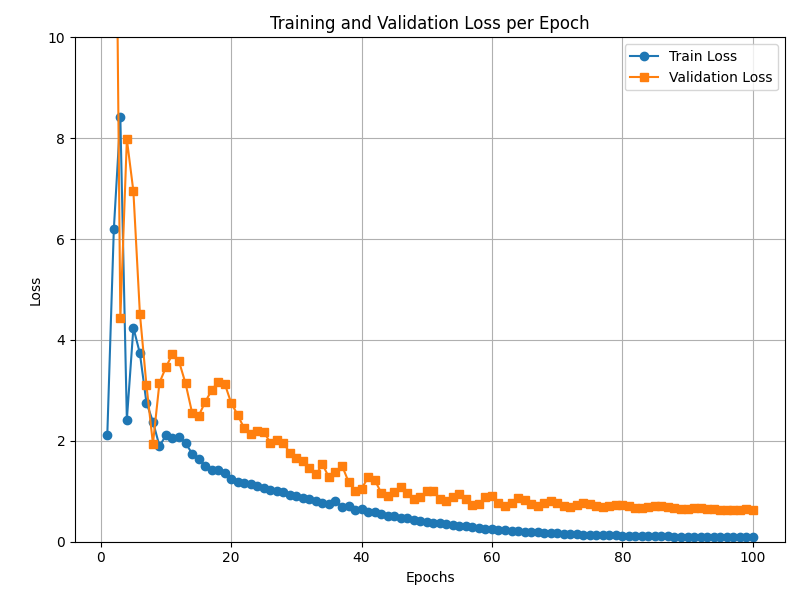 Training and Validation Loss per Epoch
Train Loss
Validation Loss
10
8
6
4
2
0
Loss
0 20 40 60 80 100
Epochs